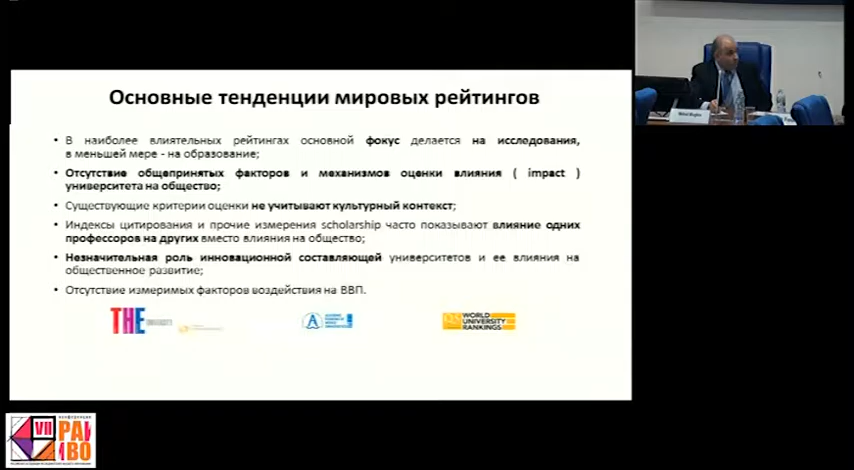 Основные тенденции мировых рейтингов
• В наиболее влиятельных рейтингах основной фокус делается на исследования,
в меньшей мере - на образование;
• Отсутствие общепринятых факторов и механизмов оценки влияния ( impact )
университета на общество;
• Существующие критерии оценки не учитывают культурный контекст;
• Индексы цитирования и прочие измерения scholarship часто показывают влияние одних
профессоров на других вместо влияния на общество;
• Незначительная роль инновационной составляющей университетов и ее влияния на
общественное развитие;
• Отсутствие измеримых факторов воздействия на ВВП.
THE
WORLD
UNIVERSITY
RANKINGS
VII